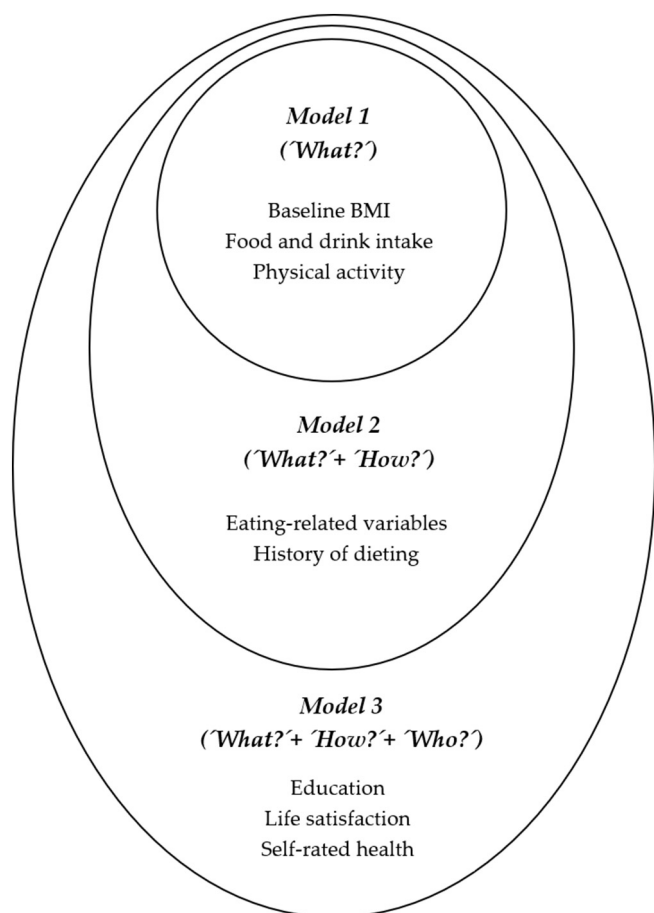 Model 1
(´What?´)
Baseline BMI
Food and drink intake
Physical activity
Model 2
(´What?´+ ´How?´)
Eating-related variables
History of dieting
Model 3
(´What?´+ ´How?´+ ´Who?´)
Education
Life satisfaction
Self-rated health